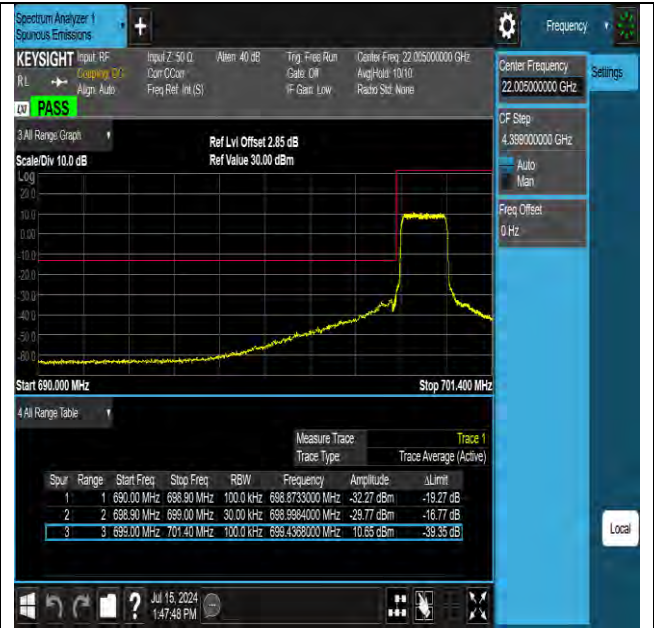 Spectrum Analyzer 1
Spurious Emissions
Frequency
KEYSIGHT Input: RF Input Z: 50 Ω Atten: 40 dB Trig: Free Run Center Freq: 22.005000000 GHz
RL Coupling: DC Corr CCorr Gate: Off Avg|Hold: 10/10
Align: Auto Freq Ref: Int (S) IF Gain: Low Radio Std: None
LXI PASS
3 All Range Graph
Ref Lvl Offset 2.85 dB
Scale/Div 10.0 dB Ref Value 30.00 dBm
Log
20.0
10.0
0.00
-10.0
-20.0
-30.0
-40.0
-50.0
-60.0
Start 690.000 MHz Stop 701.400 MHz
4 All Range Table
Measure Trace Trace 1
Trace Type Trace Average (Active)
Spur Range Start Freq Stop Freq RBW Frequency Amplitude ΔLimit
1 1 690.00 MHz 698.90 MHz 100.0 kHz 698.8733000 MHz -32.27 dBm -19.27 dB
2 2 698.90 MHz 699.00 MHz 30.00 kHz 698.9984000 MHz -29.77 dBm -16.77 dB
3 3 699.00 MHz 701.40 MHz 100.0 kHz 699.4368000 MHz 10.65 dBm -39.35 dB
Center Frequency
22.005000000 GHz
Settings
CF Step
4.399000000 GHz
Auto
Man
Freq Offset
0 Hz
Local
? Jul 15, 2024
1:47:48 PM